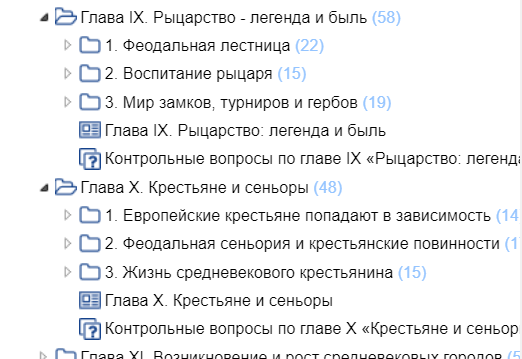 Глава IX. Рыцарство - легенда и быль (58)
1. Феодальная лестница (22)
2. Воспитание рыцаря (15)
3. Мир замков, турниров и гербов (19)
Глава IX. Рыцарство: легенда и быль
Контрольные вопросы по главе IX «Рыцарство: легенда
Глава X. Крестьяне и сеньоры (48)
1. Европейские крестьяне попадают в зависимость (14
2. Феодальная сеньория и крестьянские повинности (1
3. Жизнь средневекового крестьянина (15)
Глава X. Крестьяне и сеньоры
Контрольные вопросы по главе X «Крестьяне и сеньор
Глава XI. Возникновение и рост средневековых городов (5